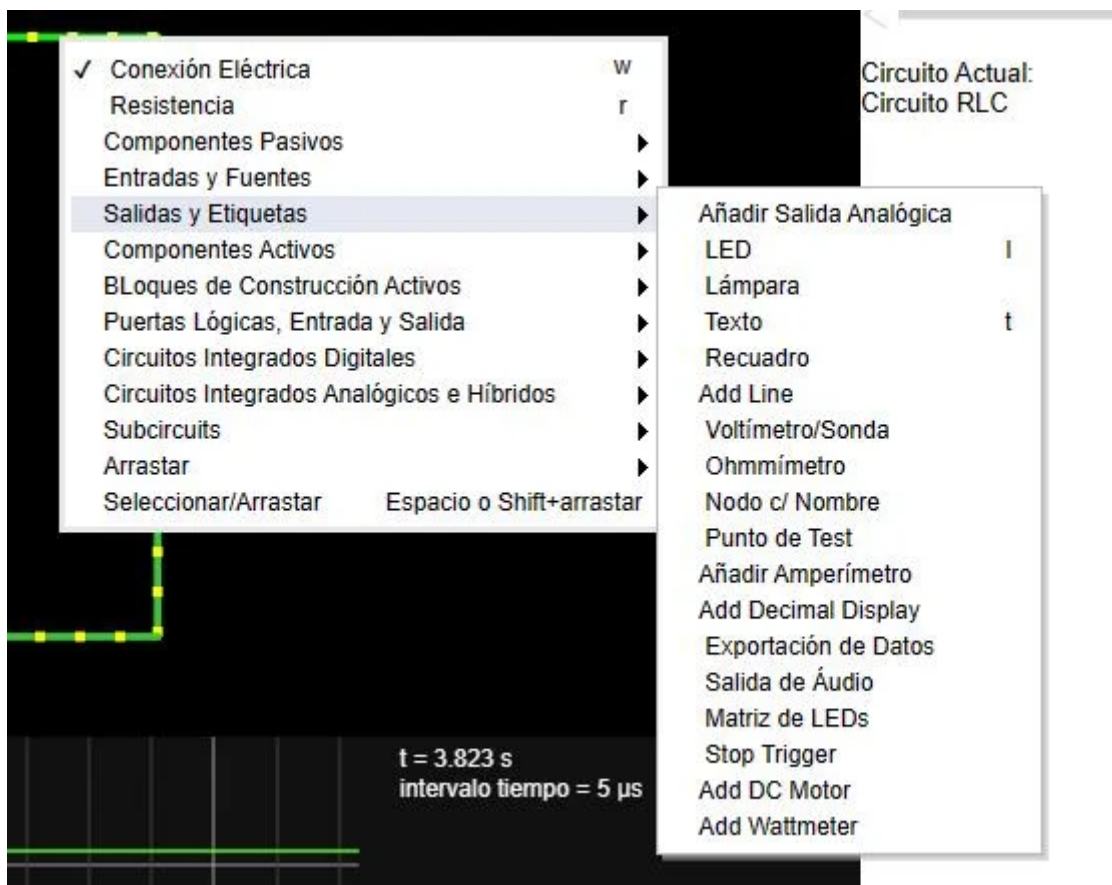 ✓ Conexión Eléctrica w
Resistencia r
Componentes Pasivos
Entradas y Fuentes
Salidas y Etiquetas
Componentes Activos
BLoques de Construcción Activos
Puertas Lógicas, Entrada y Salida
Circuitos Integrados Digitales
Circuitos Integrados Analógicos e Híbridos
Subcircuits
Arrastar
Seleccionar/Arrastar Espacio o Shift+arrastar
Circuito Actual:
Circuito RLC
Añadir Salida Analógica
LED l
Lámpara
Texto t
Recuadro
Add Line
Voltímetro/Sonda
Ohmmímetro
Nodo c/ Nombre
Punto de Test
Añadir Amperímetro
Add Decimal Display
Exportación de Datos
Salida de Áudio
Matriz de LEDs
Stop Trigger
Add DC Motor
Add Wattmeter
t = 3.823 s
intervalo tiempo = 5 µs